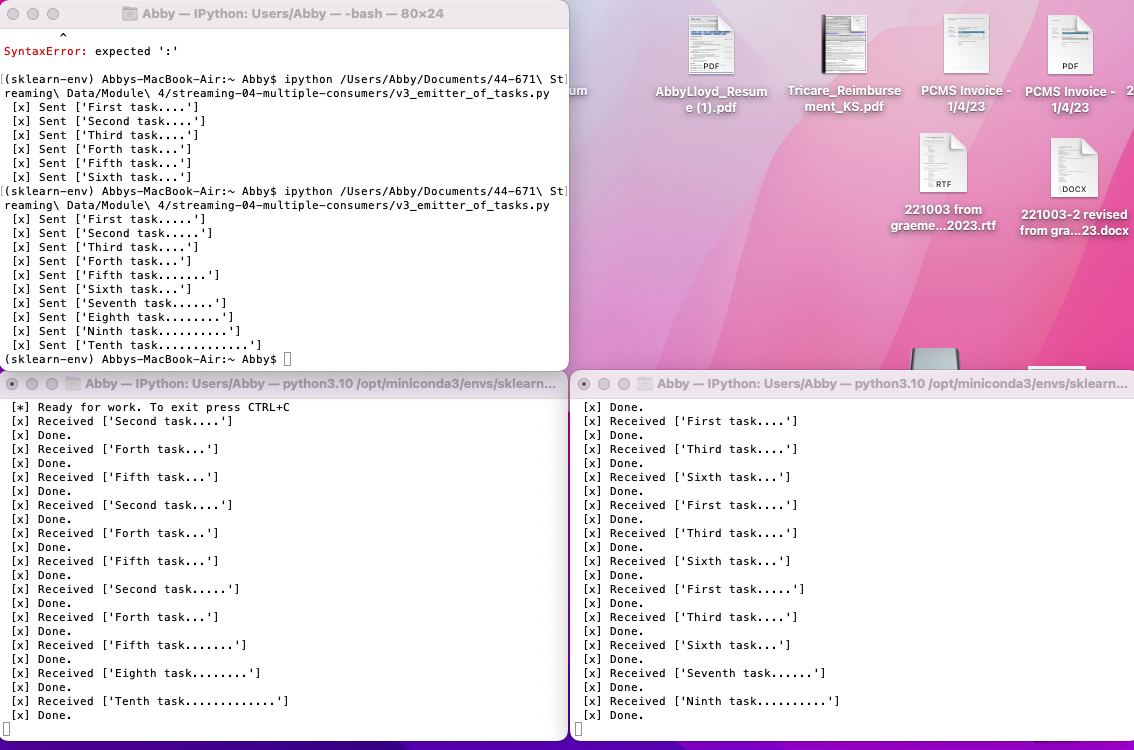 Abby — IPython: Users/Abby — -bash — 80×24
^
SyntaxError: expected ':'
[(sklearn-env) Abbys-MacBook-Air:~ Abby$ ipython /Users/Abby/Documents/44-671\ St]
reaming\ Data/Module\ 4/streaming-04-multiple-consumers/v3_emitter_of_tasks.py
[x] Sent ['First task....']
[x] Sent ['Second task....']
[x] Sent ['Third task....']
[x] Sent ['Forth task...']
[x] Sent ['Fifth task...']
[x] Sent ['Sixth task...']
[(sklearn-env) Abbys-MacBook-Air:~ Abby$ ipython /Users/Abby/Documents/44-671\ St]
reaming\ Data/Module\ 4/streaming-04-multiple-consumers/v3_emitter_of_tasks.py
[x] Sent ['First task.....']
[x] Sent ['Second task.....']
[x] Sent ['Third task....']
[x] Sent ['Forth task...']
[x] Sent ['Fifth task.......']
[x] Sent ['Sixth task...']
[x] Sent ['Seventh task......']
[x] Sent ['Eighth task........']
[x] Sent ['Ninth task..........']
[x] Sent ['Tenth task.............']
(sklearn-env) Abbys-MacBook-Air:~ Abby$
um
PDF
AbbyLloyd_Resum
e (1).pdf
Tricare_Reimburse
ment_KS.pdf
PCMS Invoice -
1/4/23
PDF
PCMS Invoice -
1/4/23
2
RTF
221003 from
graeme...2023.rtf
DOCX
221003-2 revised
from gra...23.docx
Abby — IPython: Users/Abby — python3.10 /opt/miniconda3/envs/sklearn...
[*] Ready for work. To exit press CTRL+C
[x] Received ['Second task....']
[x] Done.
[x] Received ['Forth task...']
[x] Done.
[x] Received ['Fifth task...']
[x] Done.
[x] Received ['Second task....']
[x] Done.
[x] Received ['Forth task...']
[x] Done.
[x] Received ['Fifth task...']
[x] Done.
[x] Received ['Second task.....']
[x] Done.
[x] Received ['Forth task...']
[x] Done.
[x] Received ['Fifth task.......']
[x] Done.
[x] Received ['Eighth task........']
[x] Done.
[x] Received ['Tenth task.............']
[x] Done.
Abby — IPython: Users/Abby — python3.10 /opt/miniconda3/envs/sklearn...
[x] Done.
[x] Received ['First task....']
[x] Done.
[x] Received ['Third task....']
[x] Done.
[x] Received ['Sixth task...']
[x] Done.
[x] Received ['First task....']
[x] Done.
[x] Received ['Third task....']
[x] Done.
[x] Received ['Sixth task...']
[x] Done.
[x] Received ['First task.....']
[x] Done.
[x] Received ['Third task....']
[x] Done.
[x] Received ['Sixth task...']
[x] Done.
[x] Received ['Seventh task......']
[x] Done.
[x] Received ['Ninth task..........']
[x] Done.